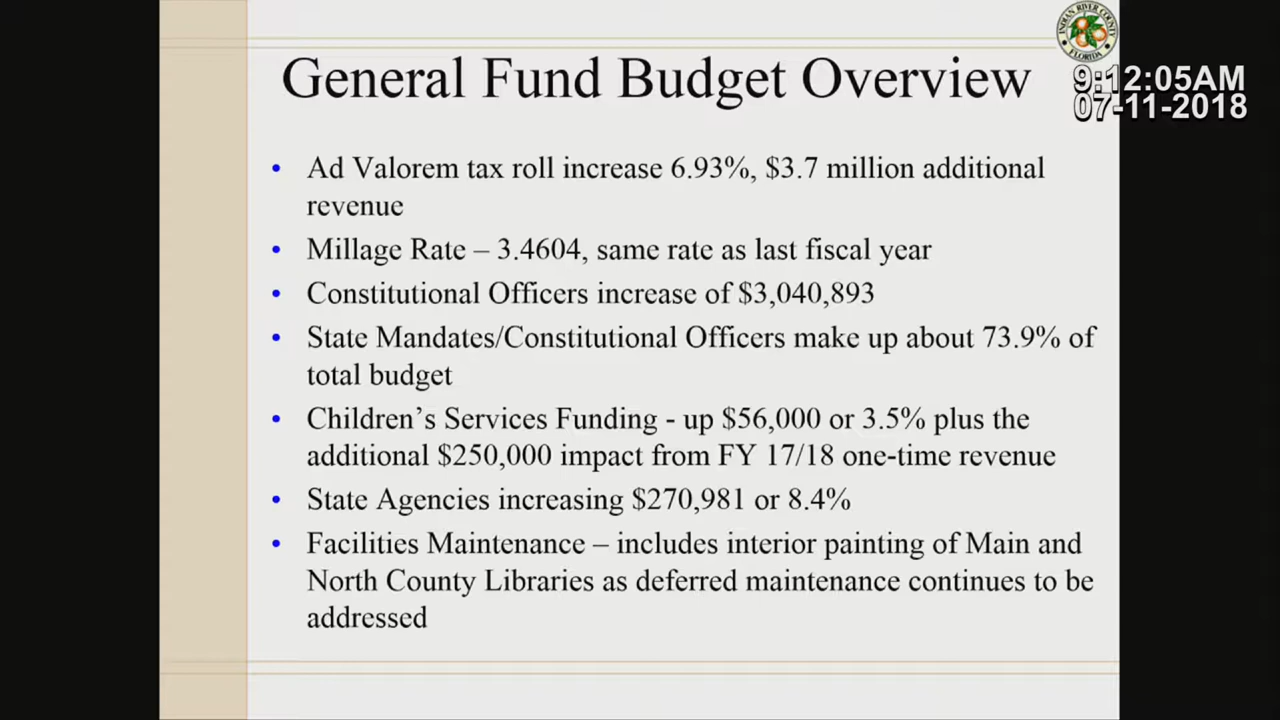 INDIAN RIVER COUNTY
FLORIDA
General Fund Budget Overview
9:12:05AM
07-11-2018
• Ad Valorem tax roll increase 6.93%, $3.7 million additional
revenue
• Millage Rate – 3.4604, same rate as last fiscal year
• Constitutional Officers increase of $3,040,893
• State Mandates/Constitutional Officers make up about 73.9% of
total budget
• Children’s Services Funding - up $56,000 or 3.5% plus the
additional $250,000 impact from FY 17/18 one-time revenue
• State Agencies increasing $270,981 or 8.4%
• Facilities Maintenance – includes interior painting of Main and
North County Libraries as deferred maintenance continues to be
addressed